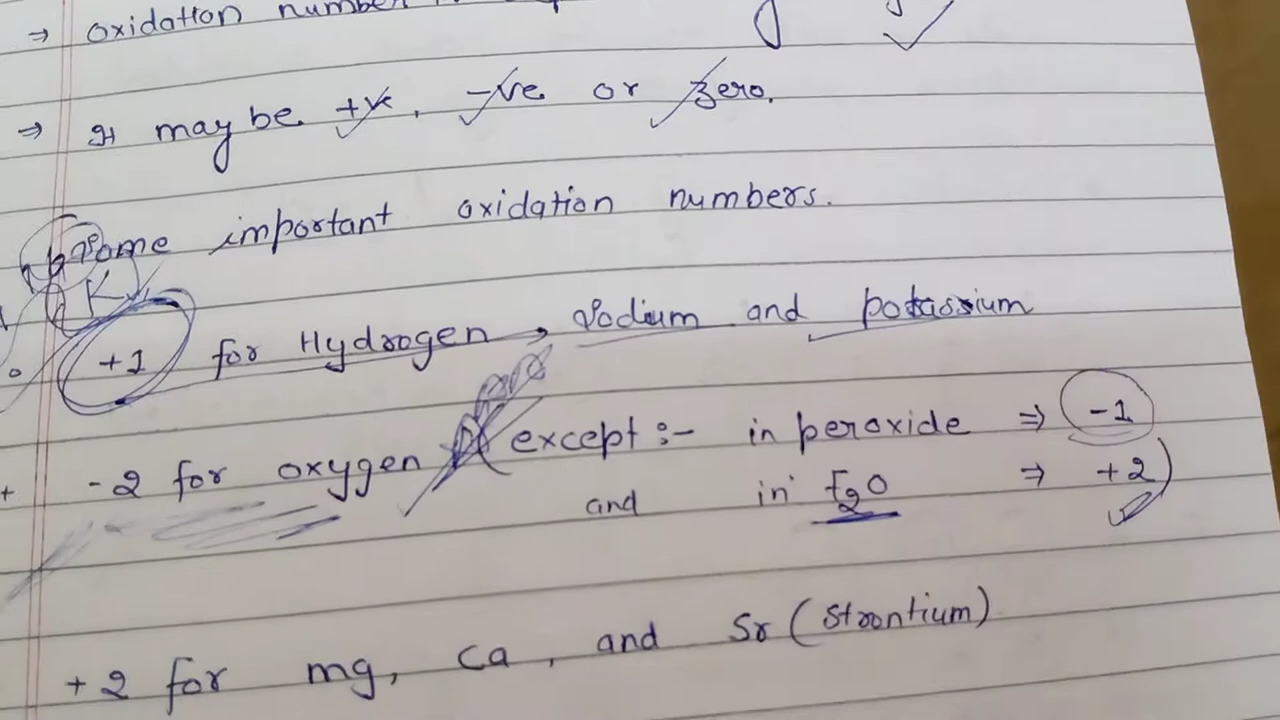 ⇒ oxidation number
⇒ It may be +ve, -ve or zero.
Some important oxidation numbers.
K
+1 for Hydrogen, Sodium and potassium
-2 for oxygen (except :- in peroxide ⇒ -1
and in F2O ⇒ +2)
+2 for mg, Ca, and Sr (Strontium)